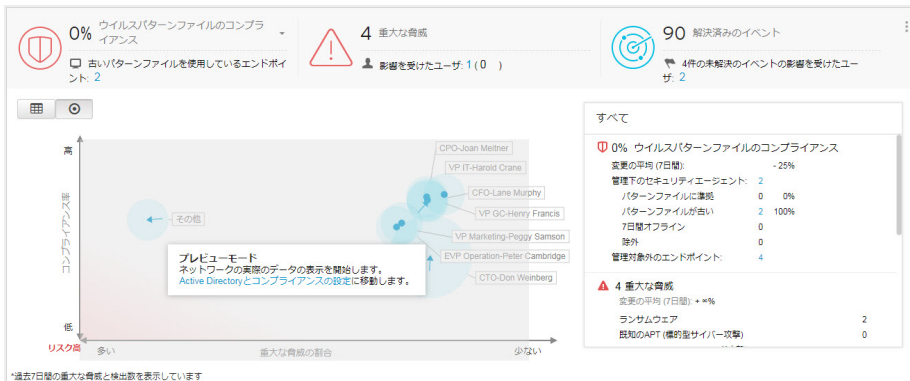 0% ウイルスパターンファイルのコンプラ
イアンス
古いパターンファイルを使用しているエンドポイ
ント: 2
4 重大な脅威
影響を受けたユーザ: 1 ( 0 )
90 解決済みのイベント
4件の未解決のイベントの影響を受けたユー
ザ: 2
すべて
0% ウイルスパターンファイルのコンプライアンス
変更の平均 (7日間): - 25%
管理下のセキュリティエージェント: 2
パターンファイルに準拠 0 0%
パターンファイルが古い 2 100%
7日間オフライン 0
除外 0
管理対象外のエンドポイント: 4
4 重大な脅威
変更の平均 (7日間): + ∞%
ランサムウェア 2
既知のAPT (標的型サイバー攻撃) 0
高
コンプライアンス率
低
リスク高
多い
重大な脅威の割合
少ない
CPO-Joan Meitner
VP IT-Harold Crane
CFO-Lane Murphy
VP GC-Henry Francis
VP Marketing-Peggy Samson
EVP Operation-Peter Cambridge
CTO-Don Weinberg
その他
プレビューモード
ネットワークの実際のデータの表示を開始します。
Active Directoryとコンプライアンスの設定に移動します。
*過去7日間の重大な脅威と検出数を表示しています